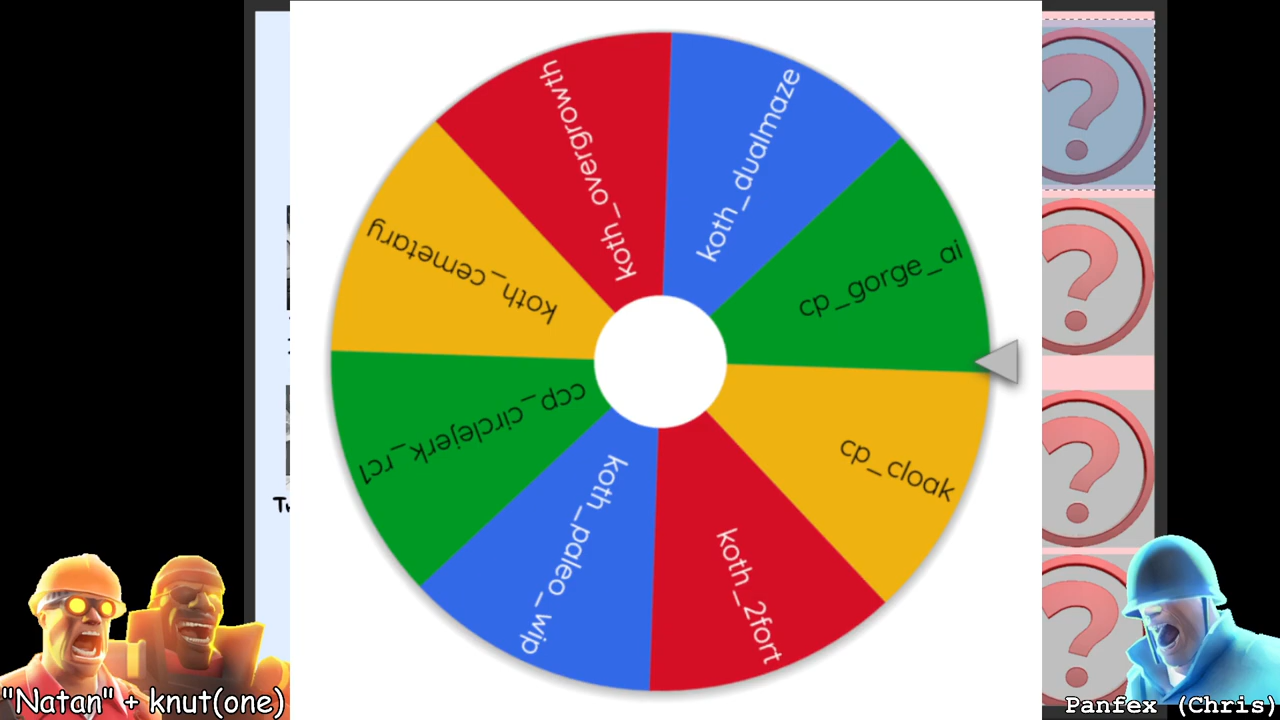 koth_overgrowth
koth_dualmaze
cp_gorge_ai
koth_cemetary
ccp_circlejerk_rc1
cp_cloak
koth_paleo_wip
koth_2fort
"Natan" + knut(one)
Panfex (Chris)